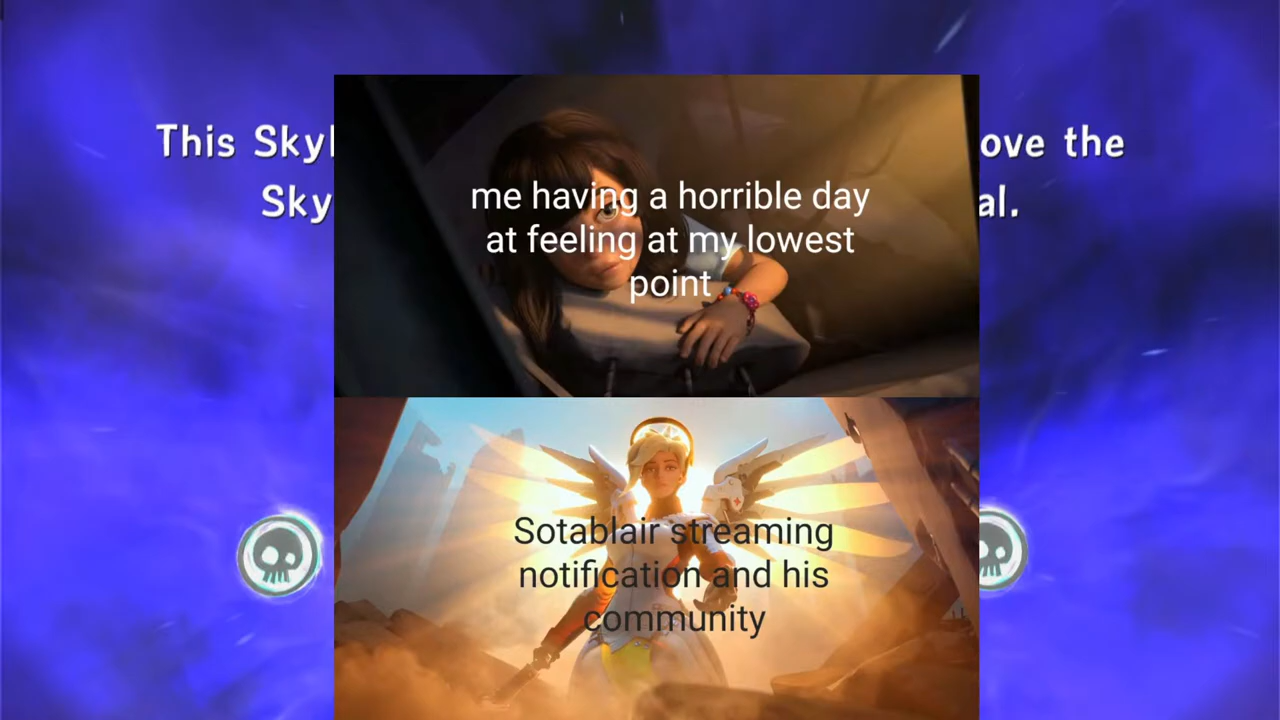 This Skyl
ove the
Sky
al.
me having a horrible day
at feeling at my lowest
point
Sotablair streaming
notification and his
community